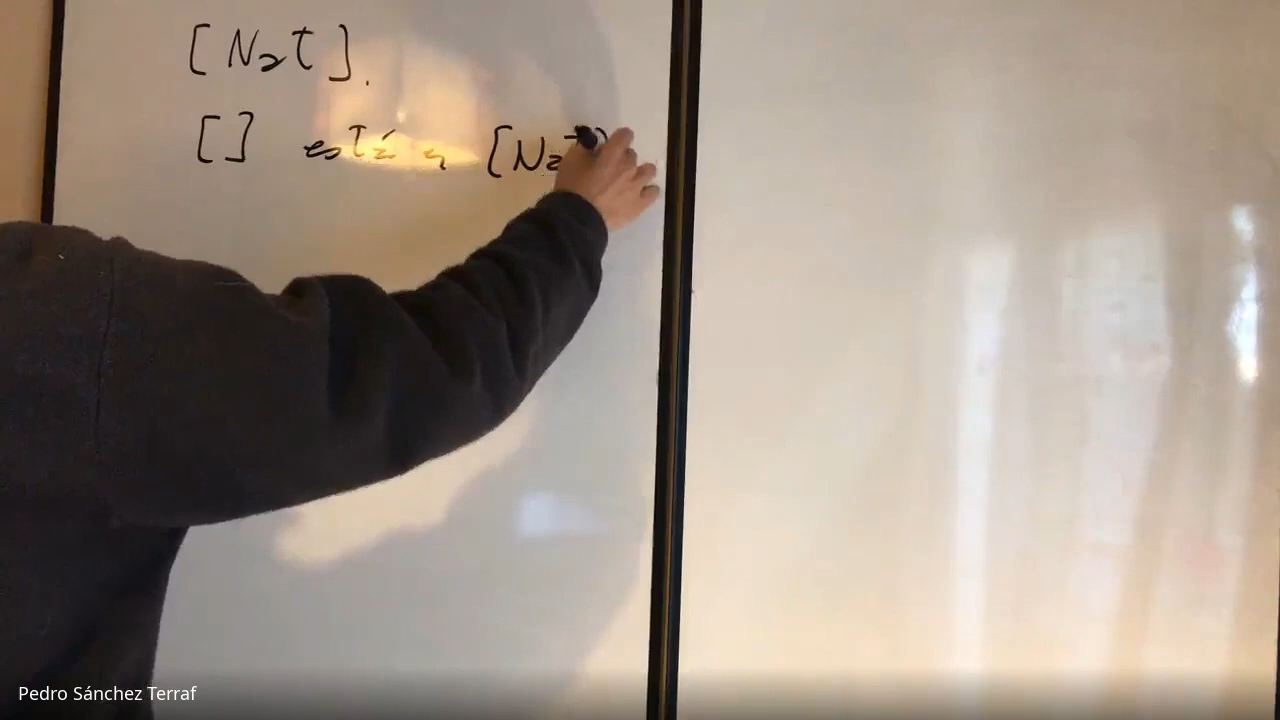 [Nat].
[] está en [Nat]
Pedro Sánchez Terraf